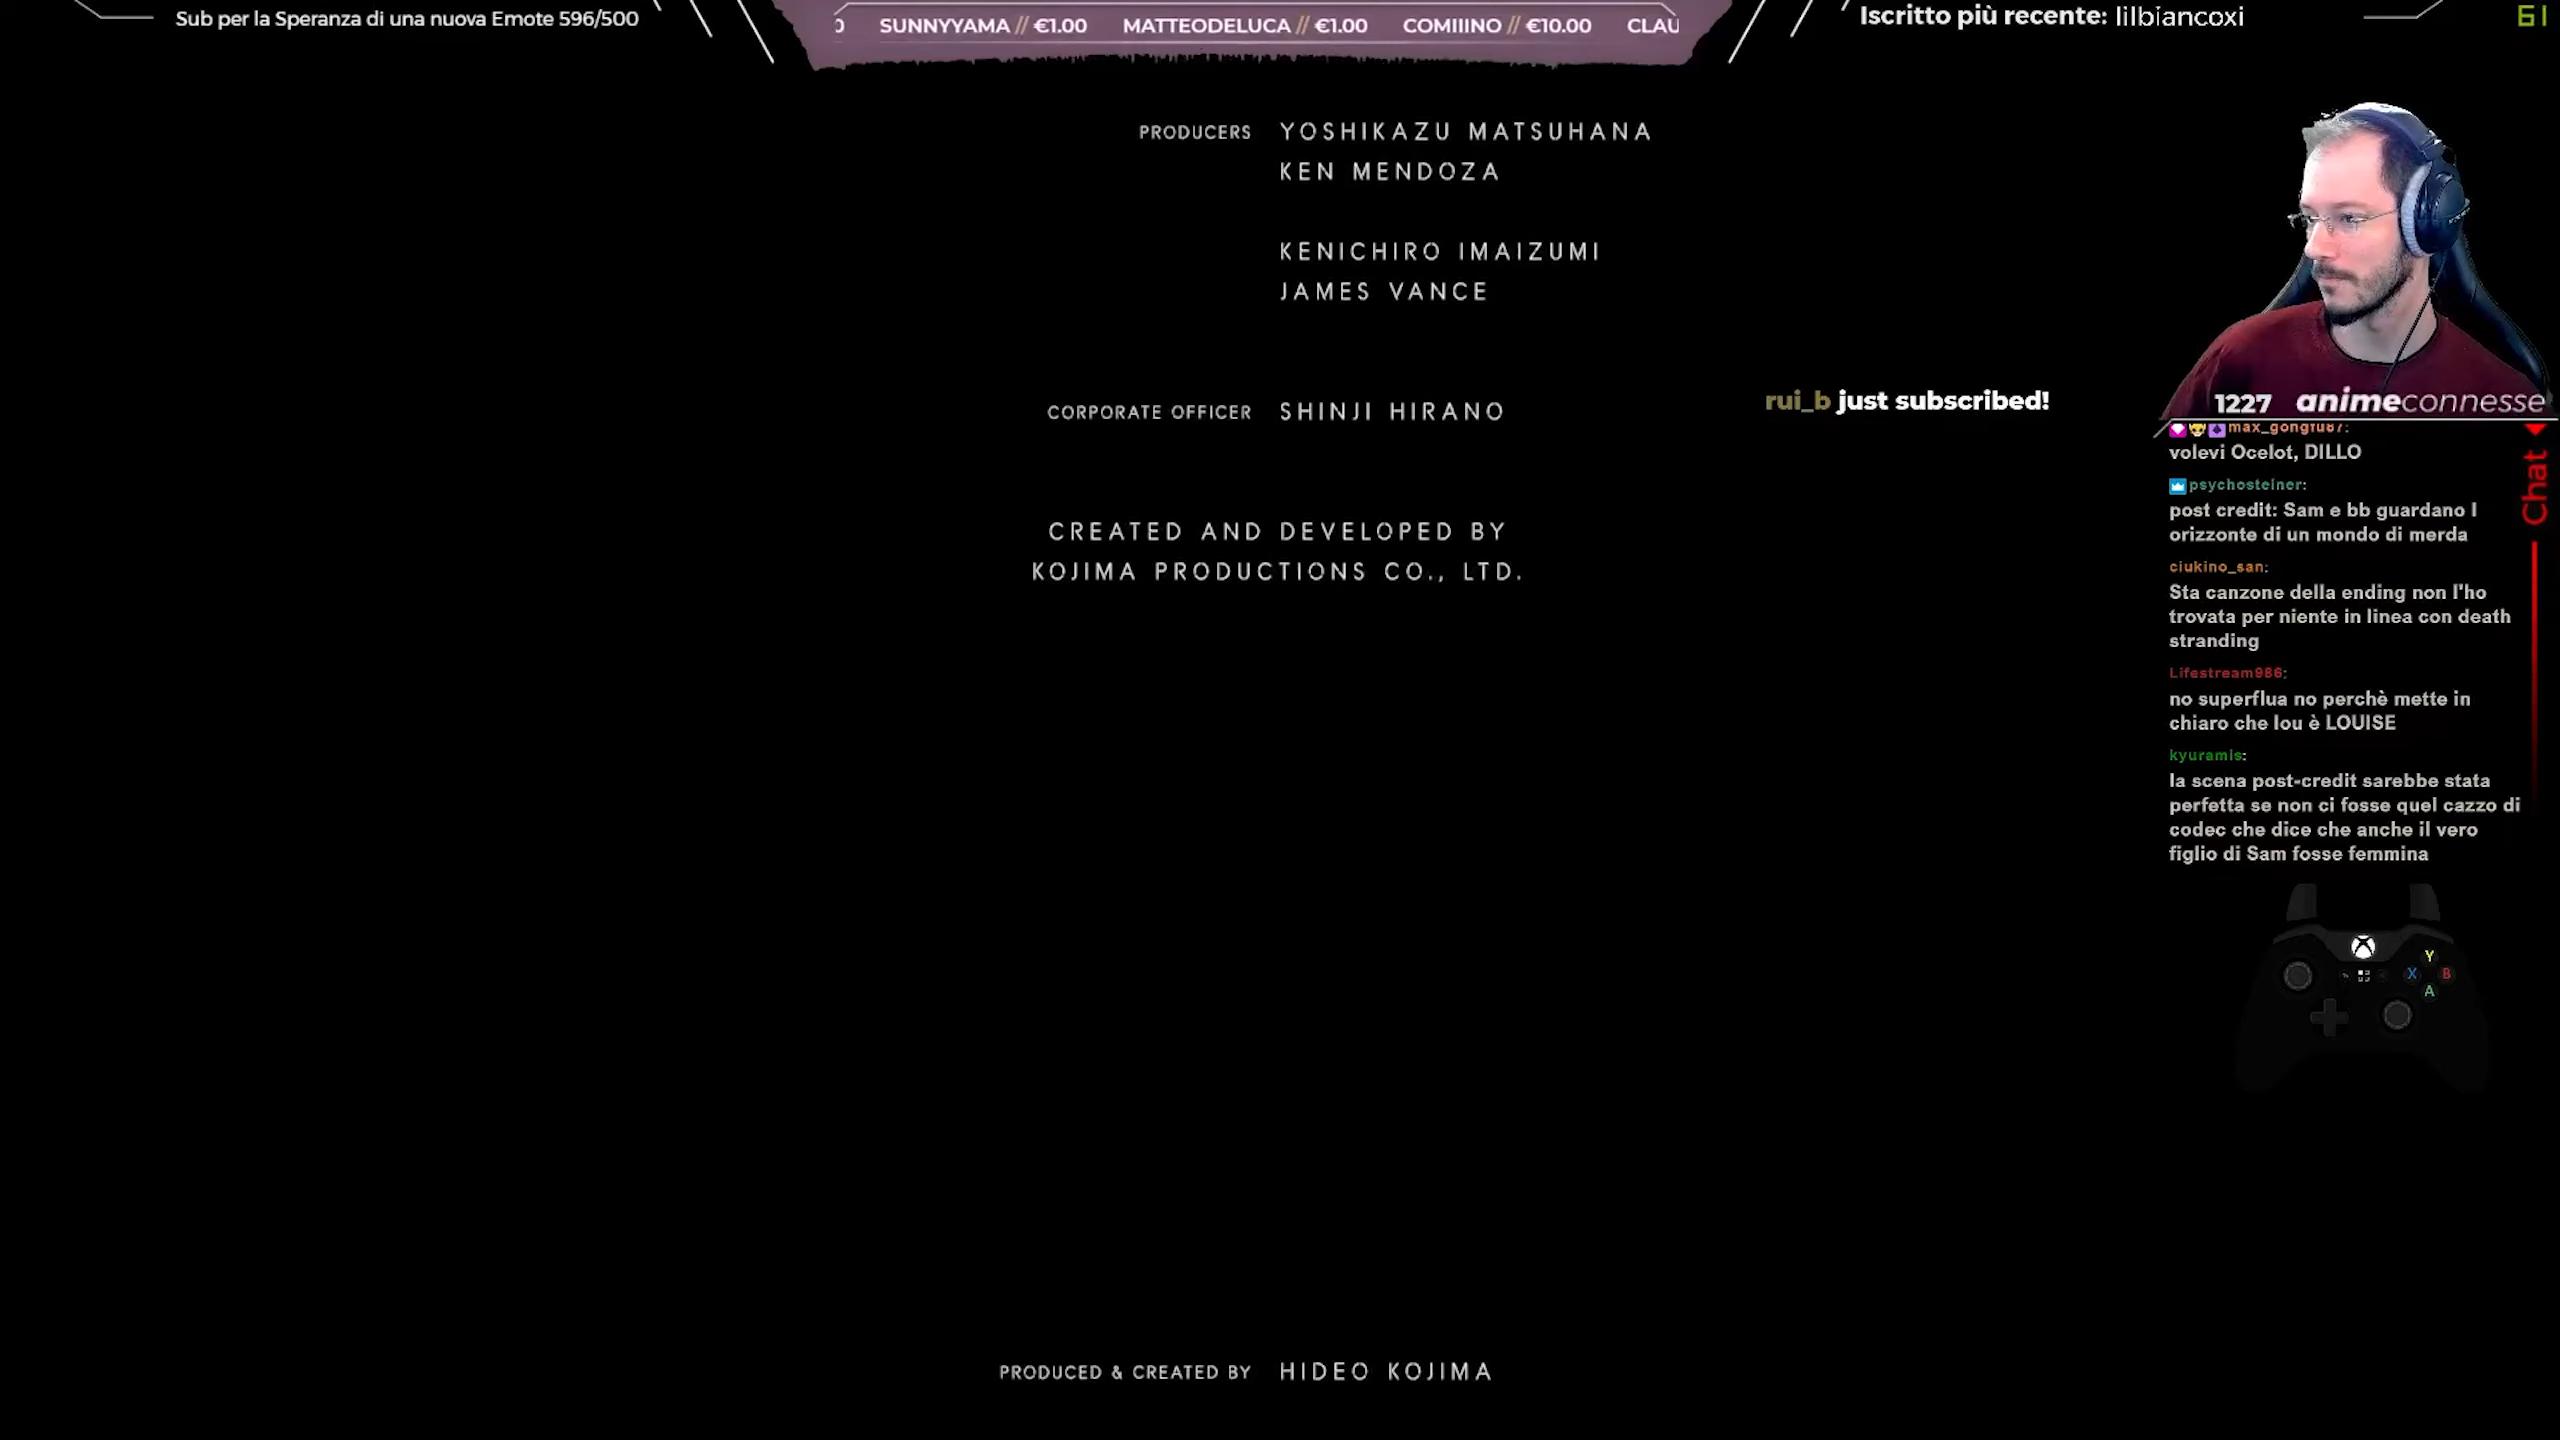 Sub per la Speranza di una nuova Emote 596/500
SUNNYYAMA // €1.00 MATTEODELUCA // €1.00 COMIIINO // €10.00 CLAU
Iscritto più recente: lilbiancoxi
61
PRODUCERS YOSHIKAZU MATSUHANA
KEN MENDOZA
KENICHIRO IMAIZUMI
JAMES VANCE
CORPORATE OFFICER SHINJI HIRANO
CREATED AND DEVELOPED BY
KOJIMA PRODUCTIONS CO., LTD.
PRODUCED & CREATED BY HIDEO KOJIMA
rui_b just subscribed!
1227 animeconnesse
Chat
max_gongfu87:
volevi Ocelot, DILLO
psychosteiner:
post credit: Sam e bb guardano l
orizzonte di un mondo di merda
ciukino_san:
Sta canzone della ending non l'ho
trovata per niente in linea con death
stranding
Lifestream986:
no superflua no perchè mette in
chiaro che lou è LOUISE
kyuramis:
la scena post-credit sarebbe stata
perfetta se non ci fosse quel cazzo di
codec che dice che anche il vero
figlio di Sam fosse femmina
Y
X B
A